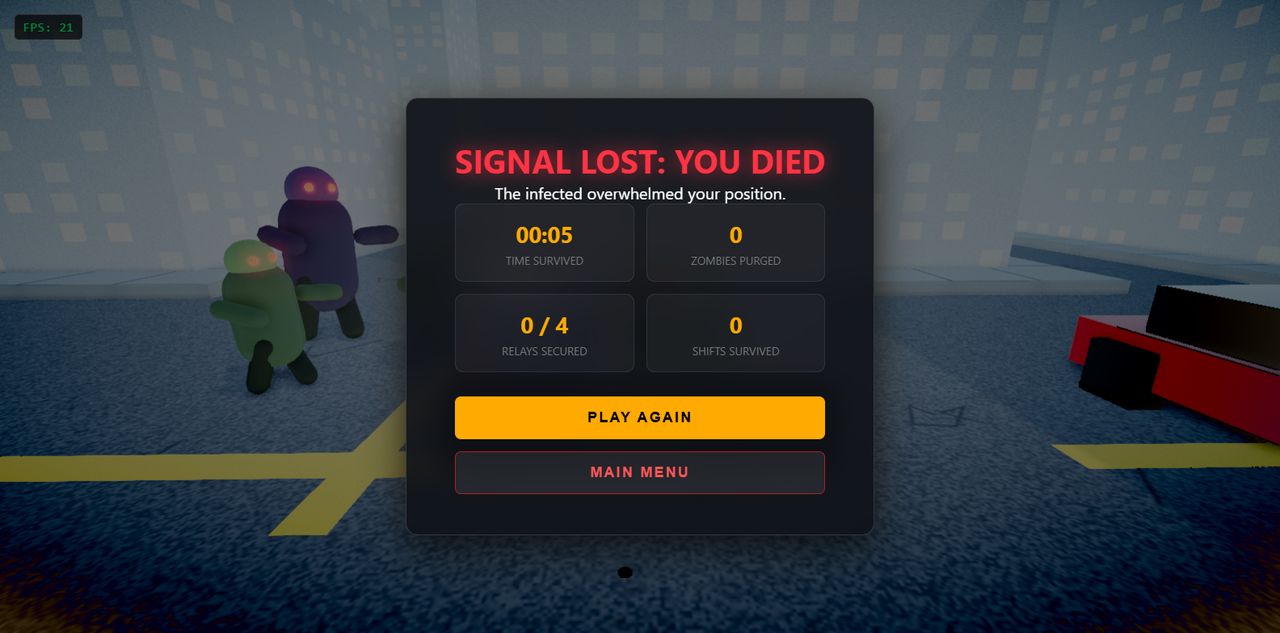 FPS: 21
SIGNAL LOST: YOU DIED
The infected overwhelmed your position.
00:05
TIME SURVIVED
0
ZOMBIES PURGED
0 / 4
RELAYS SECURED
0
SHIFTS SURVIVED
PLAY AGAIN
MAIN MENU